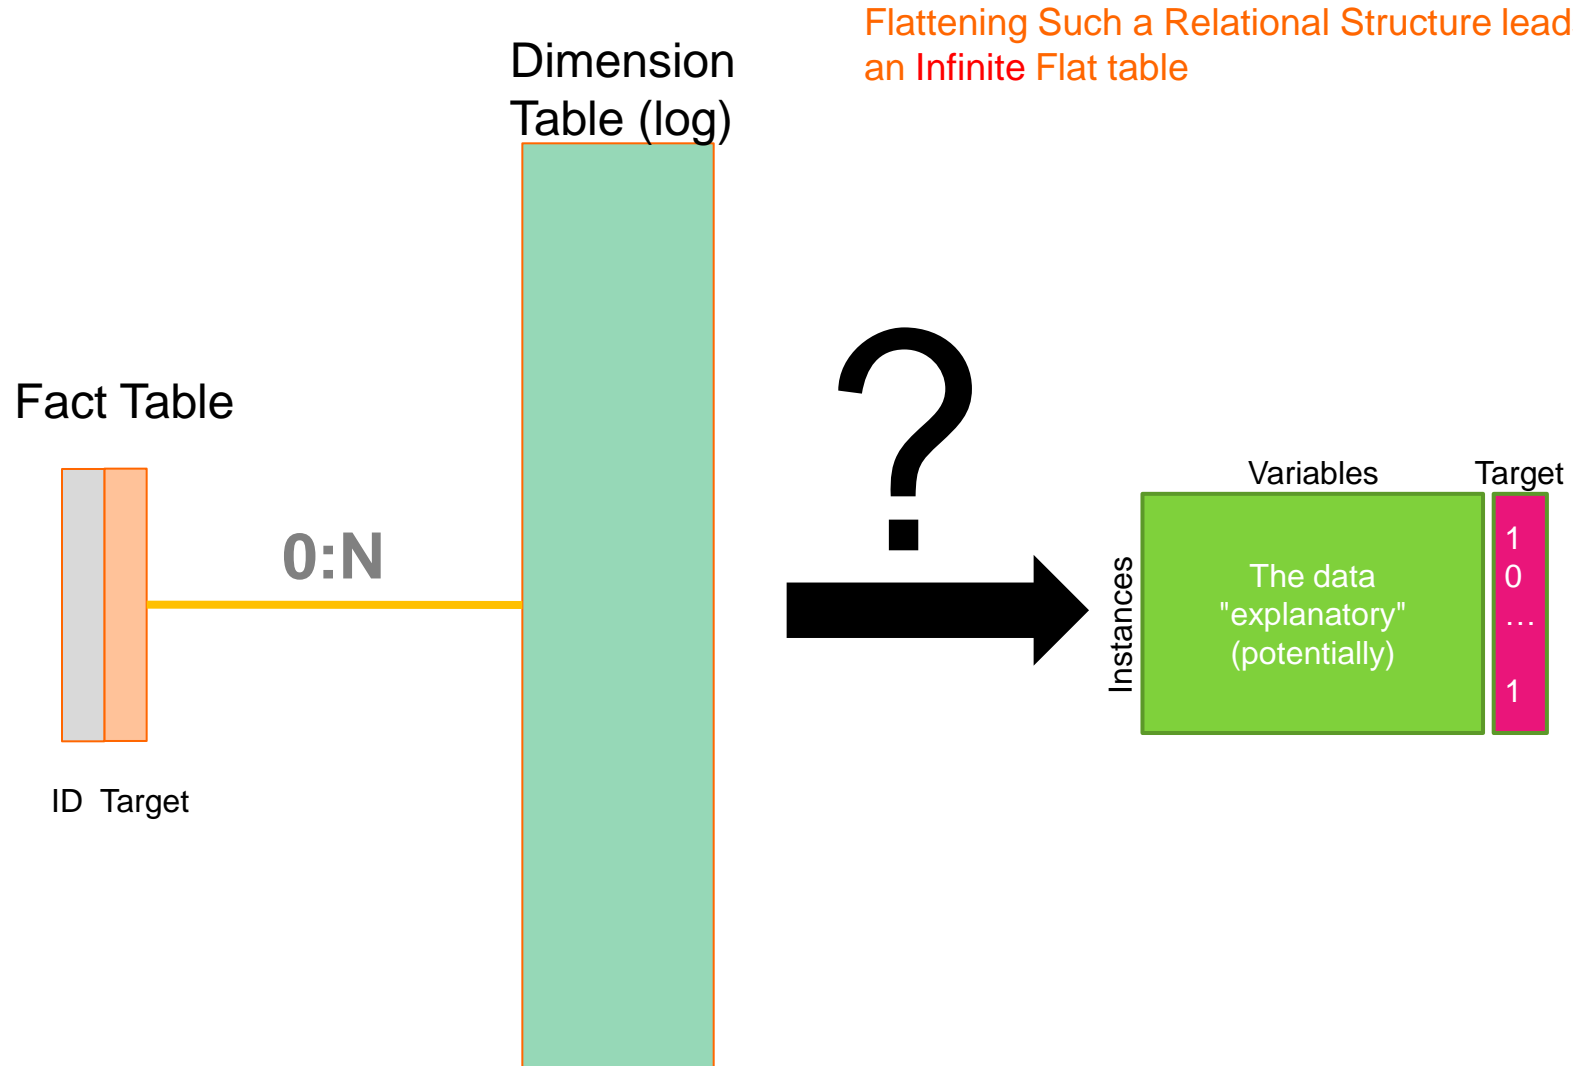 Flattening Such a Relational Structure lead
an Infinite Flat table
Dimension
Table (log)
?
Fact Table
0:N
ID Target
Variables
Target
Instances
The data
"explanatory"
(potentially)
1
0
…
1